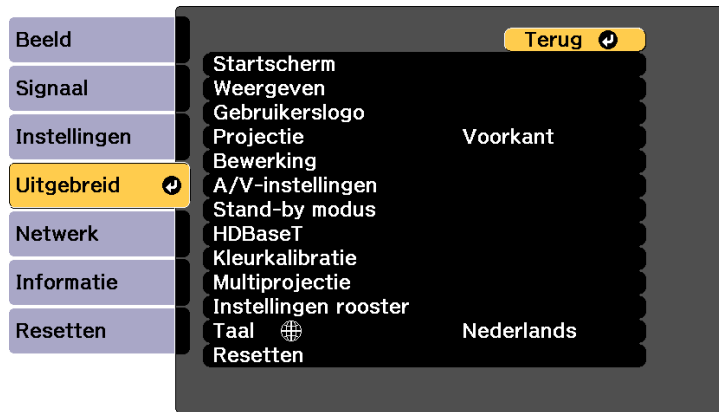 Beeld
Signaal
Instellingen
Uitgebreid
Netwerk
Informatie
Resetten
Terug
Startscherm
Weergeven
Gebruikerslogo
Projectie Voorkant
Bewerking
A/V-instellingen
Stand-by modus
HDBaseT
Kleurkalibratie
Multiprojectie
Instellingen rooster
Taal Nederlands
Resetten